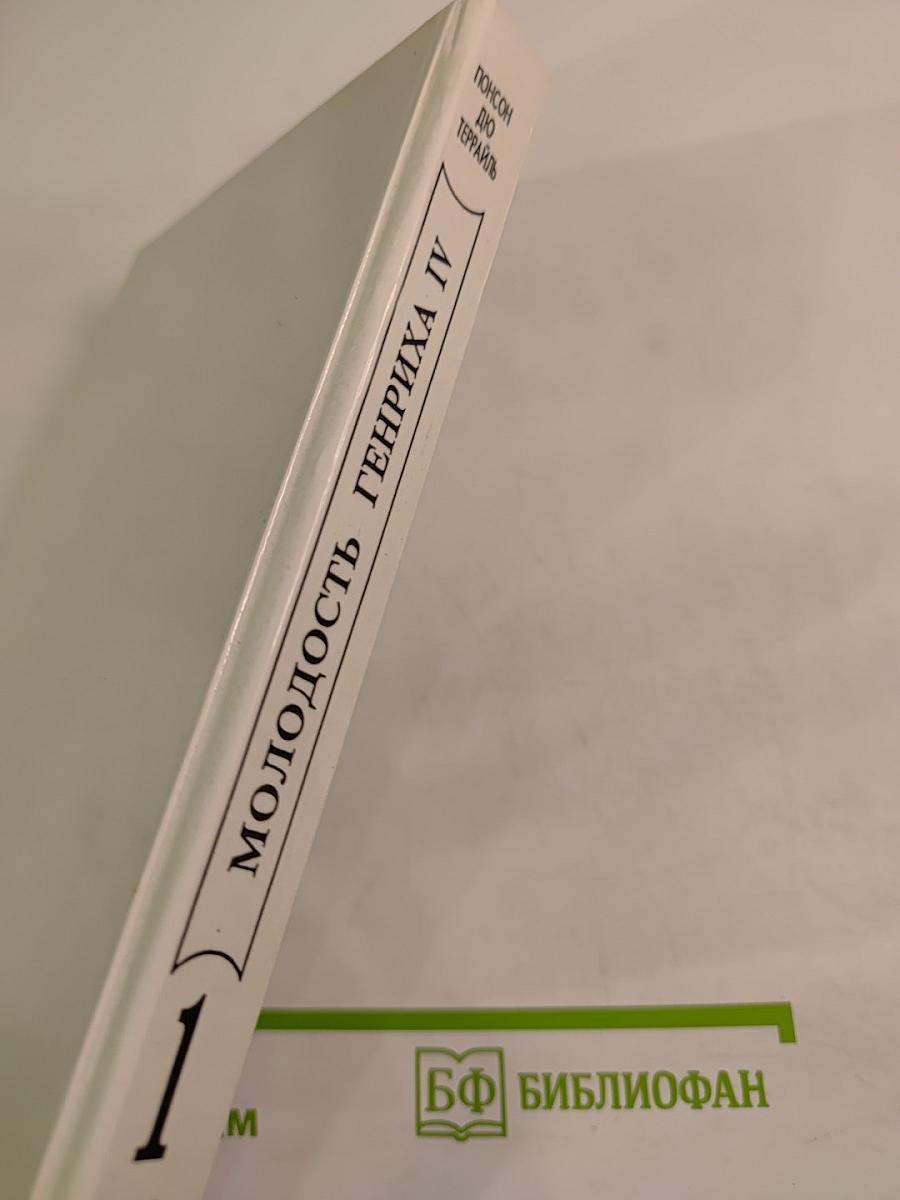 ПОНСОН
ДЮ
ТЕРРАЙЛЬ
МОЛОДОСТЬ ГЕНРИХА IV
1
БФ БИБЛИОФАН